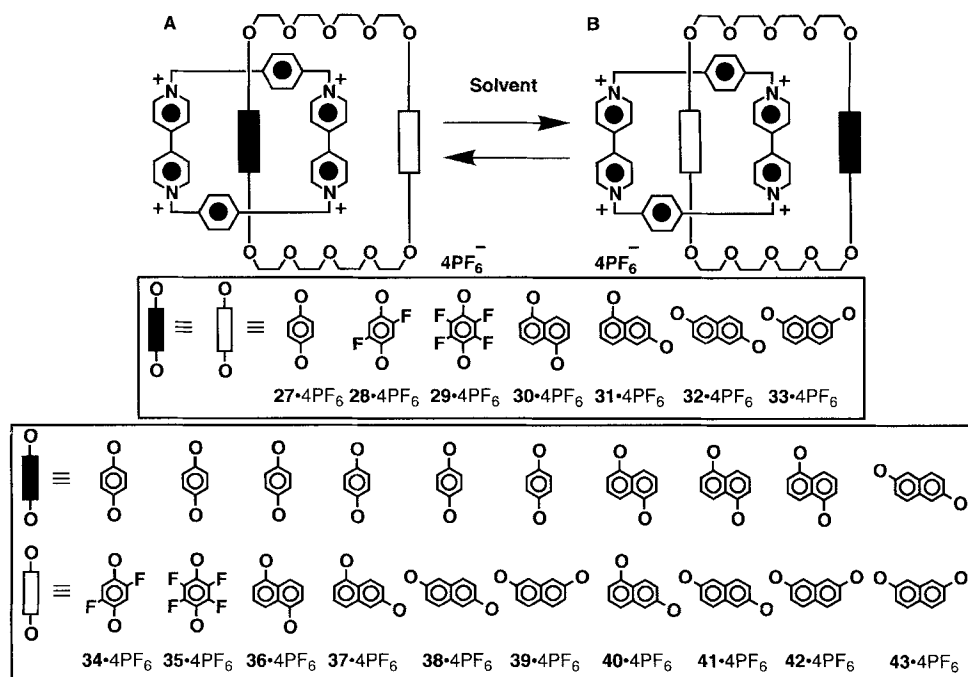 A
B
O O O O O
O O O O O
+ N N +
+ N N +
Solvent
+ N N +
+ N N +
O O O O O
4PF6−
O O O O O
4PF6−
O O O O O O O
≡ ≡ F F F F F F
O O O O O O O
27•4PF6 28•4PF6 29•4PF6 30•4PF6 31•4PF6 32•4PF6 33•4PF6
O O O O O O O O O O O
≡
O O O O O O O O O O O
O O O O O O O O O O O
≡ F F F F F F
O O O O O O O O O O O
34•4PF6 35•4PF6 36•4PF6 37•4PF6 38•4PF6 39•4PF6 40•4PF6 41•4PF6 42•4PF6 43•4PF6